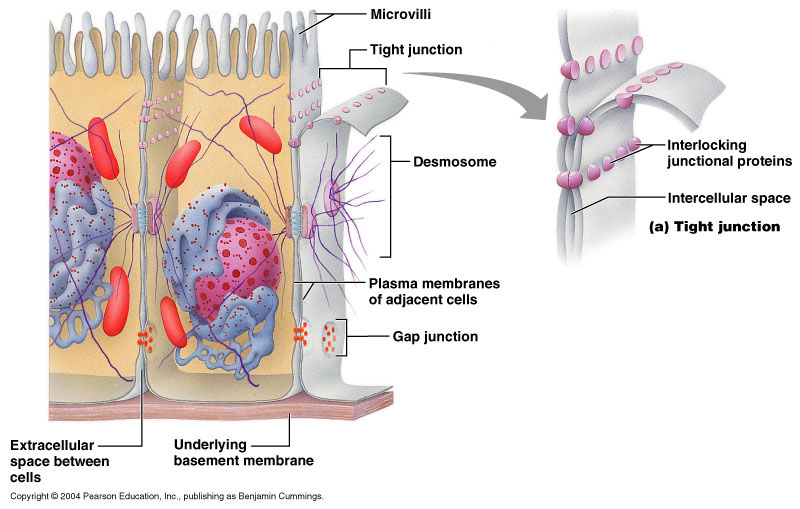 Microvilli
Tight junction
Desmosome
Plasma membranes
of adjacent cells
Gap junction
Extracellular
space between
cells
Underlying
basement membrane
Interlocking
junctional proteins
Intercellular space
(a) Tight junction
Copyright © 2004 Pearson Education, Inc., publishing as Benjamin Cummings.